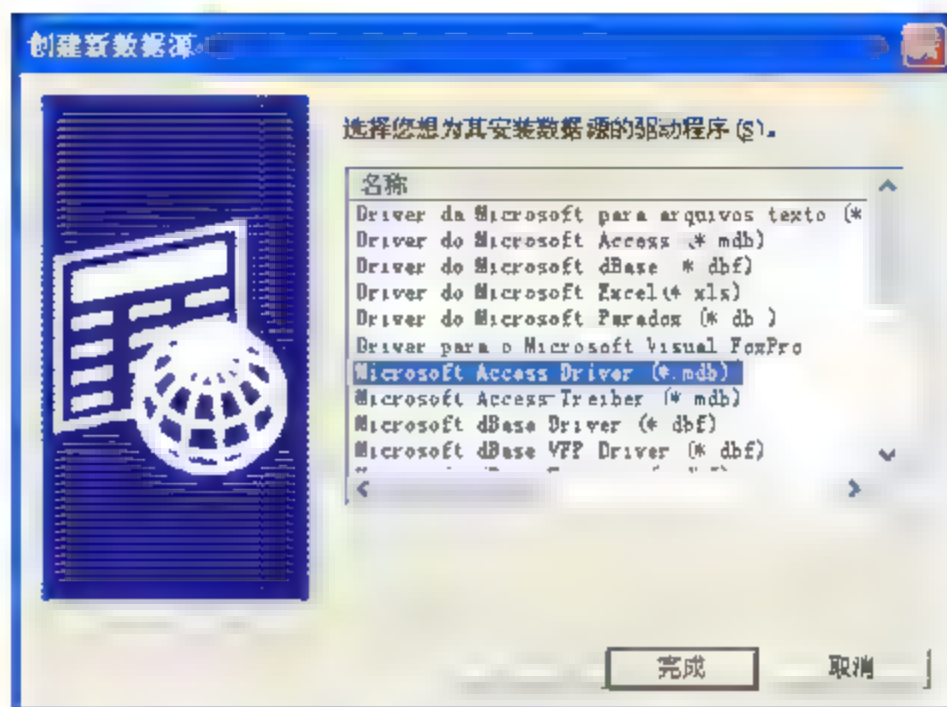 创建新数据源
选择您想为其安装数据源的驱动程序(S)。
名称
Driver da Microsoft para arquivos texto (*
Driver do Microsoft Access (* mdb)
Driver do Microsoft dBase * dbf)
Driver do Microsoft Excel(* xls)
Driver do Microsoft Paradox (* db )
Driver para o Microsoft Visual FoxPro
Microsoft Access Driver (*.mdb)
Microsoft Access-Treiber (* mdb)
Microsoft dBase Driver (* dbf)
Microsoft dBase VFP Driver (* dbf)
完成
取消